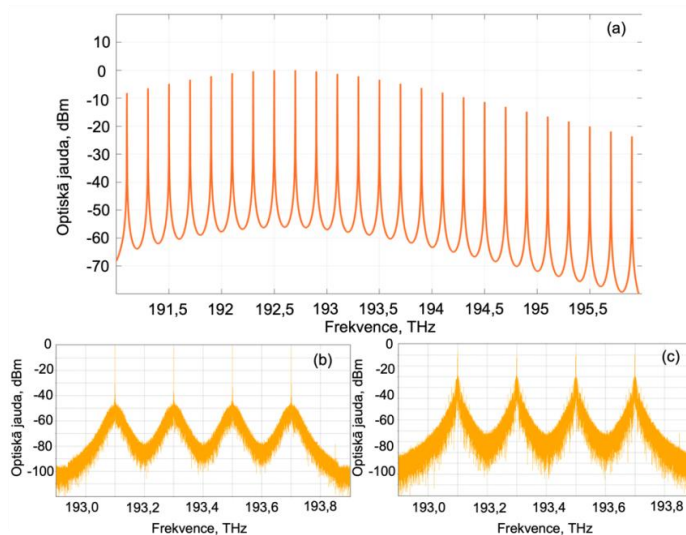 (a)
Optiskā jauda, dBm
10
0
-10
-20
-30
-40
-50
-60
-70
191,5 192 192,5 193 193,5 194 194,5 195 195,5
Frekvence, THz
(b)
Optiskā jauda, dBm
0
-20
-40
-60
-80
-100
193,0 193,2 193,4 193,6 193,8
Frekvence, THz
(c)
Optiskā jauda, dBm
0
-20
-40
-60
-80
-100
193,0 193,2 193,4 193,6 193,8
Frekvence, THz